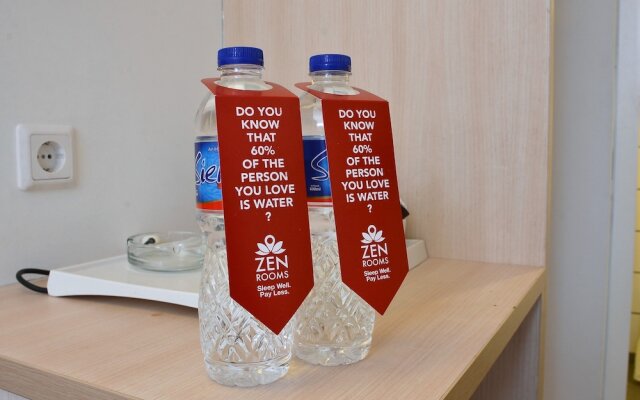 DO YOU
KNOW
THAT
60%
OF THE
PERSON
YOU LOVE
IS WATER
?
ZEN
ROOMS
Sleep Well.
Pay Less.
DO YOU
KNOW
THAT
60%
OF THE
PERSON
YOU LOVE
IS WATER
?
ZEN
ROOMS
Sleep Well.
Pay Less.